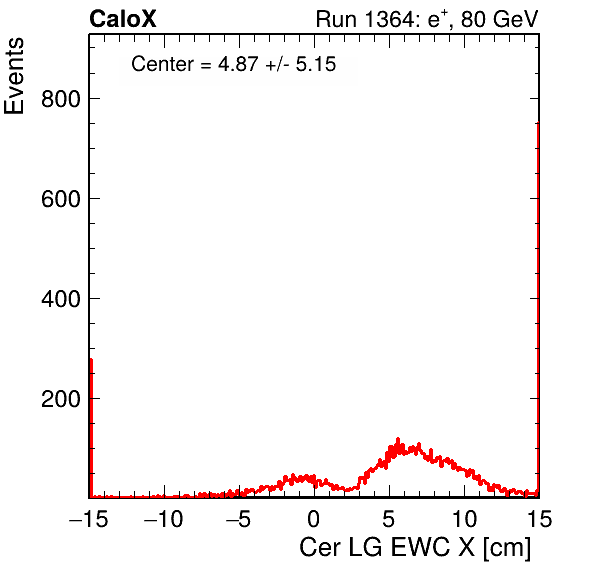 CaloX Run 1364: e⁺, 80 GeV
Center = 4.87 +/- 5.15
Events
800
600
400
200
−15 −10 −5 0 5 10 15
Cer LG EWC X [cm]